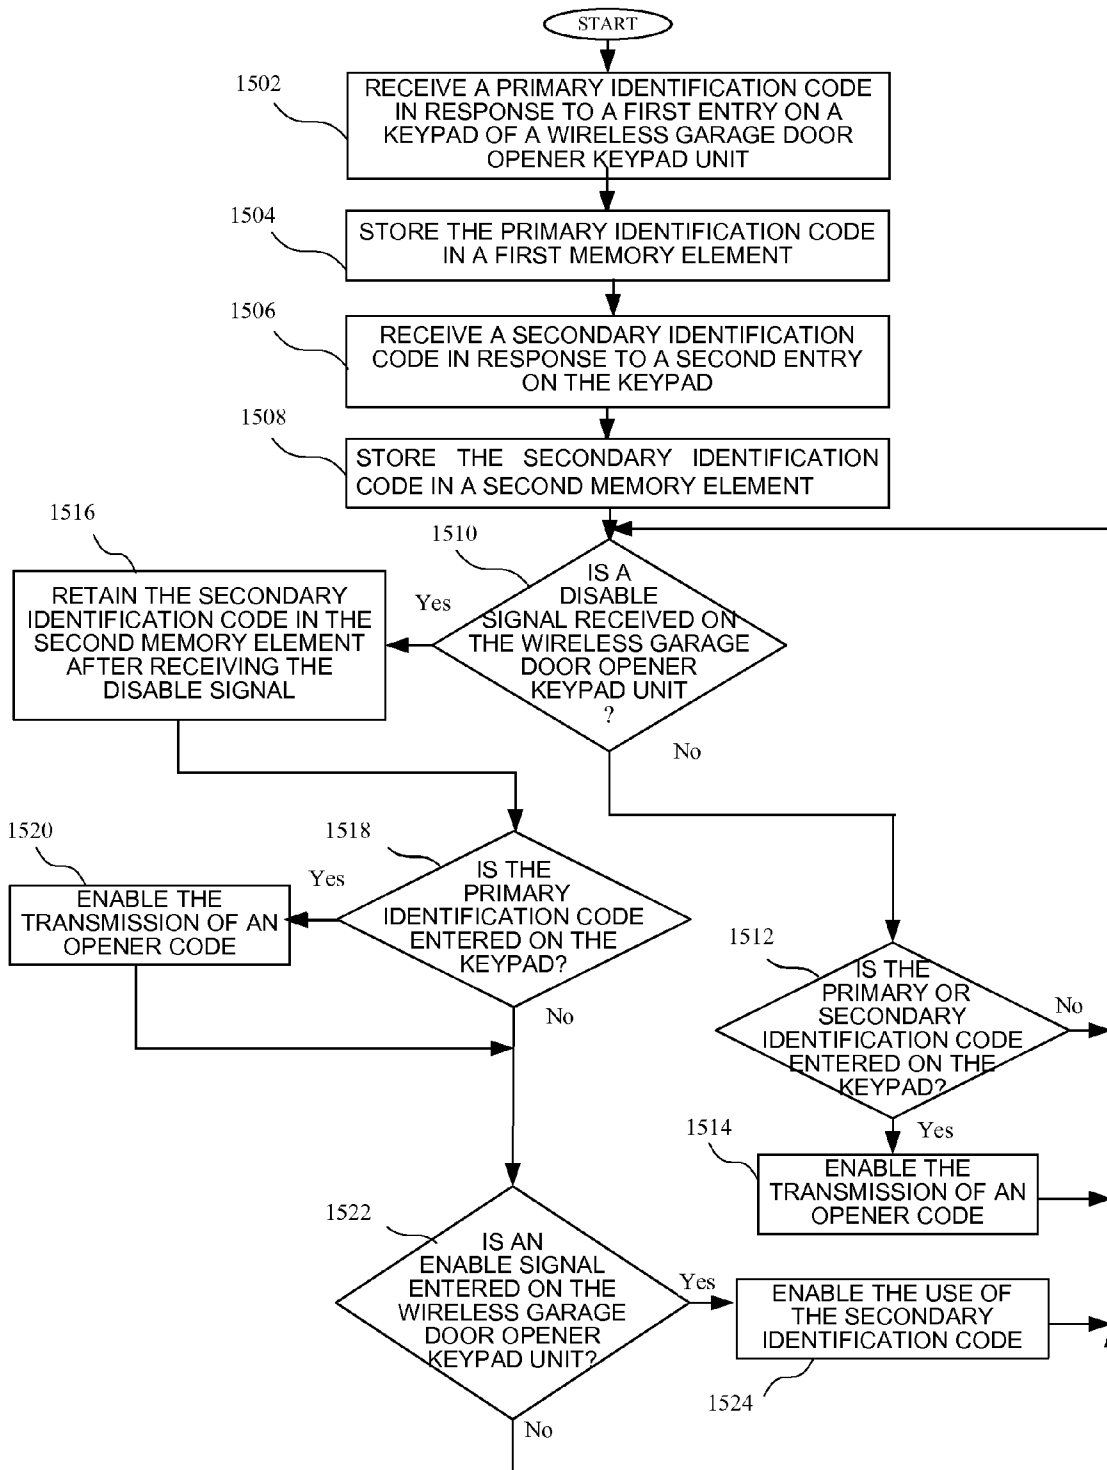 START
1502
RECEIVE A PRIMARY IDENTIFICATION CODE
IN RESPONSE TO A FIRST ENTRY ON A
KEYPAD OF A WIRELESS GARAGE DOOR
OPENER KEYPAD UNIT
1504
STORE THE PRIMARY IDENTIFICATION CODE
IN A FIRST MEMORY ELEMENT
1506
RECEIVE A SECONDARY IDENTIFICATION
CODE IN RESPONSE TO A SECOND ENTRY
ON THE KEYPAD
1508
STORE THE SECONDARY IDENTIFICATION
CODE IN A SECOND MEMORY ELEMENT
1510
IS A
DISABLE
SIGNAL RECEIVED ON
THE WIRELESS GARAGE
DOOR OPENER
KEYPAD UNIT
?
Yes
No
1516
RETAIN THE SECONDARY
IDENTIFICATION CODE IN THE
SECOND MEMORY ELEMENT
AFTER RECEIVING THE
DISABLE SIGNAL
1518
IS THE
PRIMARY
IDENTIFICATION CODE
ENTERED ON THE
KEYPAD?
Yes
No
1520
ENABLE THE
TRANSMISSION OF AN
OPENER CODE
1512
IS THE
PRIMARY OR
SECONDARY
IDENTIFICATION CODE
ENTERED ON THE
KEYPAD?
No
Yes
1514
ENABLE THE
TRANSMISSION OF AN
OPENER CODE
1522
IS AN
ENABLE SIGNAL
ENTERED ON THE
WIRELESS GARAGE
DOOR OPENER
KEYPAD UNIT?
Yes
No
ENABLE THE USE OF
THE SECONDARY
IDENTIFICATION CODE
1524